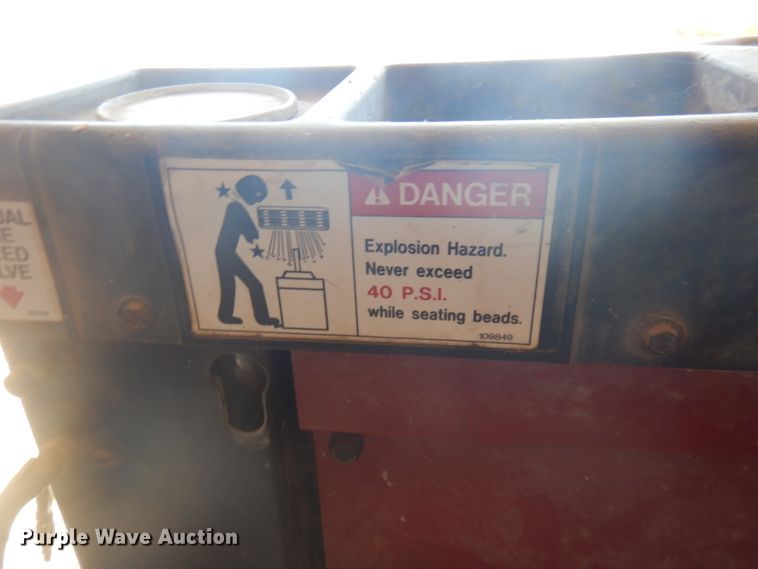 DANGER
Explosion Hazard.
Never exceed
40 P.S.I.
while seating beads.
109849
Purple Wave Auction